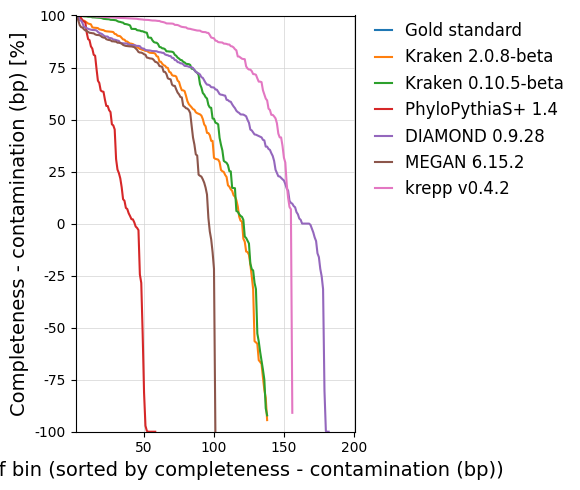 Completeness - contamination (bp) [%]
100
75
50
25
0
-25
-50
-75
-100
50
100
150
200
f bin (sorted by completeness - contamination (bp))
Gold standard
Kraken 2.0.8-beta
Kraken 0.10.5-beta
PhyloPythiaS+ 1.4
DIAMOND 0.9.28
MEGAN 6.15.2
krepp v0.4.2